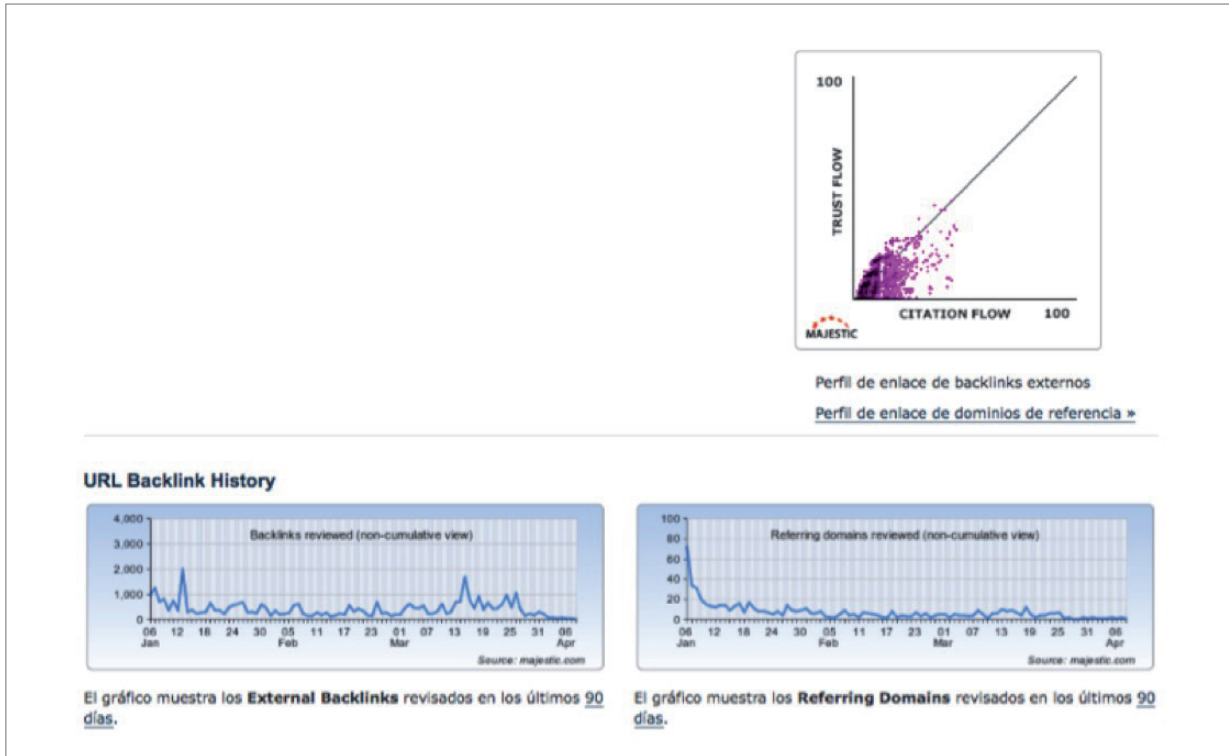 100
TRUST FLOW
CITATION FLOW 100
MAJESTIC
Perfil de enlace de backlinks externos
Perfil de enlace de dominios de referencia »
URL Backlink History
Backlinks reviewed (non-cumulative view)
4,000
3,000
2,000
1,000
0
06 12 18 24 30 05 11 17 23 01 07 13 19 25 31 06
Jan Feb Mar Apr
Source: majestic.com
El gráfico muestra los External Backlinks revisados en los últimos 90
días.
Referring domains reviewed (non-cumulative view)
100
80
60
40
20
0
06 12 18 24 30 05 11 17 23 01 07 13 19 25 31 06
Jan Feb Mar Apr
Source: majestic.com
El gráfico muestra los Referring Domains revisados en los últimos 90
días.